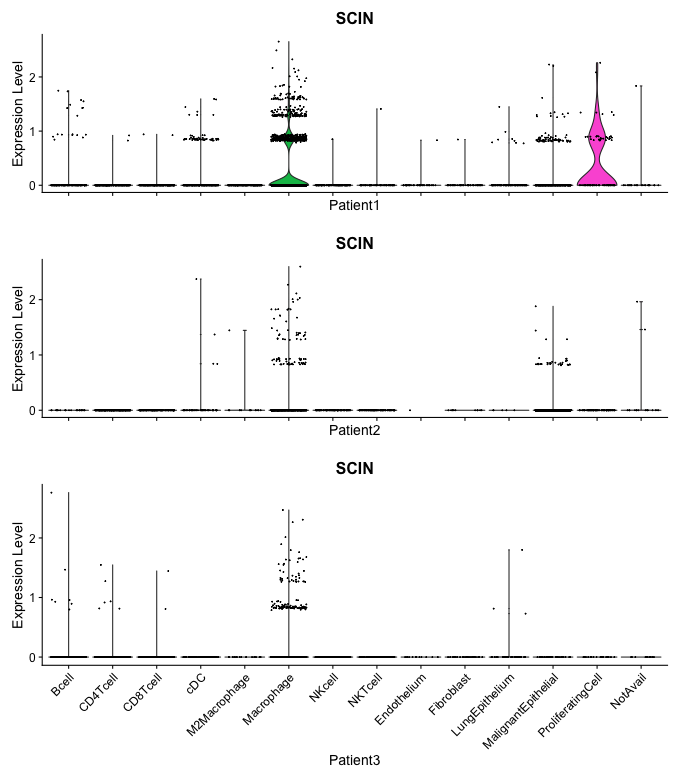 SCIN
Expression Level
2
1
0
Patient1
SCIN
Expression Level
2
1
0
Patient2
SCIN
Expression Level
2
1
0
Bcell
CD4Tcell
CD8Tcell
cDC
M2Macrophage
Macrophage
NKcell
NKTcell
Endothelium
Fibroblast
LungEpithelium
MalignantEpithelial
ProliferatingCell
NotAvail
Patient3